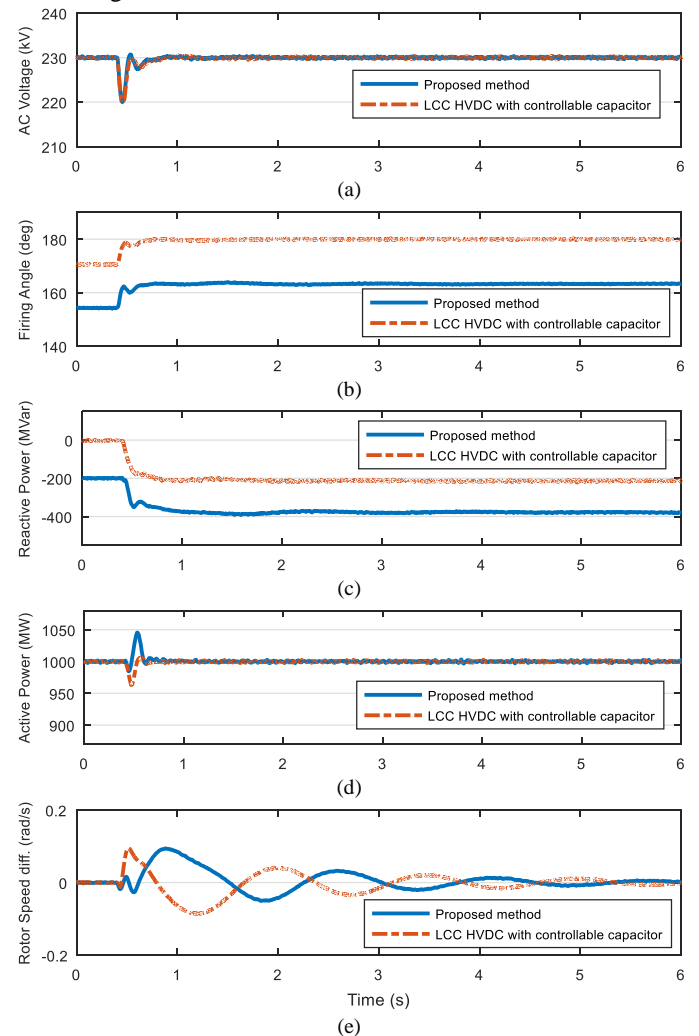 240
230
220
210
AC Voltage (kV)
Proposed method
LCC HVDC with controllable capacitor
0 1 2 3 4 5 6
(a)
180
160
140
Firing Angle (deg)
Proposed method
LCC HVDC with controllable capacitor
0 1 2 3 4 5 6
(b)
0
-200
-400
Reactive Power (MVar)
Proposed method
LCC HVDC with controllable capacitor
0 1 2 3 4 5 6
(c)
1050
1000
950
900
Active Power (MW)
Proposed method
LCC HVDC with controllable capacitor
0 1 2 3 4 5 6
(d)
0.2
0
-0.2
Rotor Speed diff. (rad/s)
Proposed method
LCC HVDC with controllable capacitor
0 1 2 3 4 5 6
Time (s)
(e)